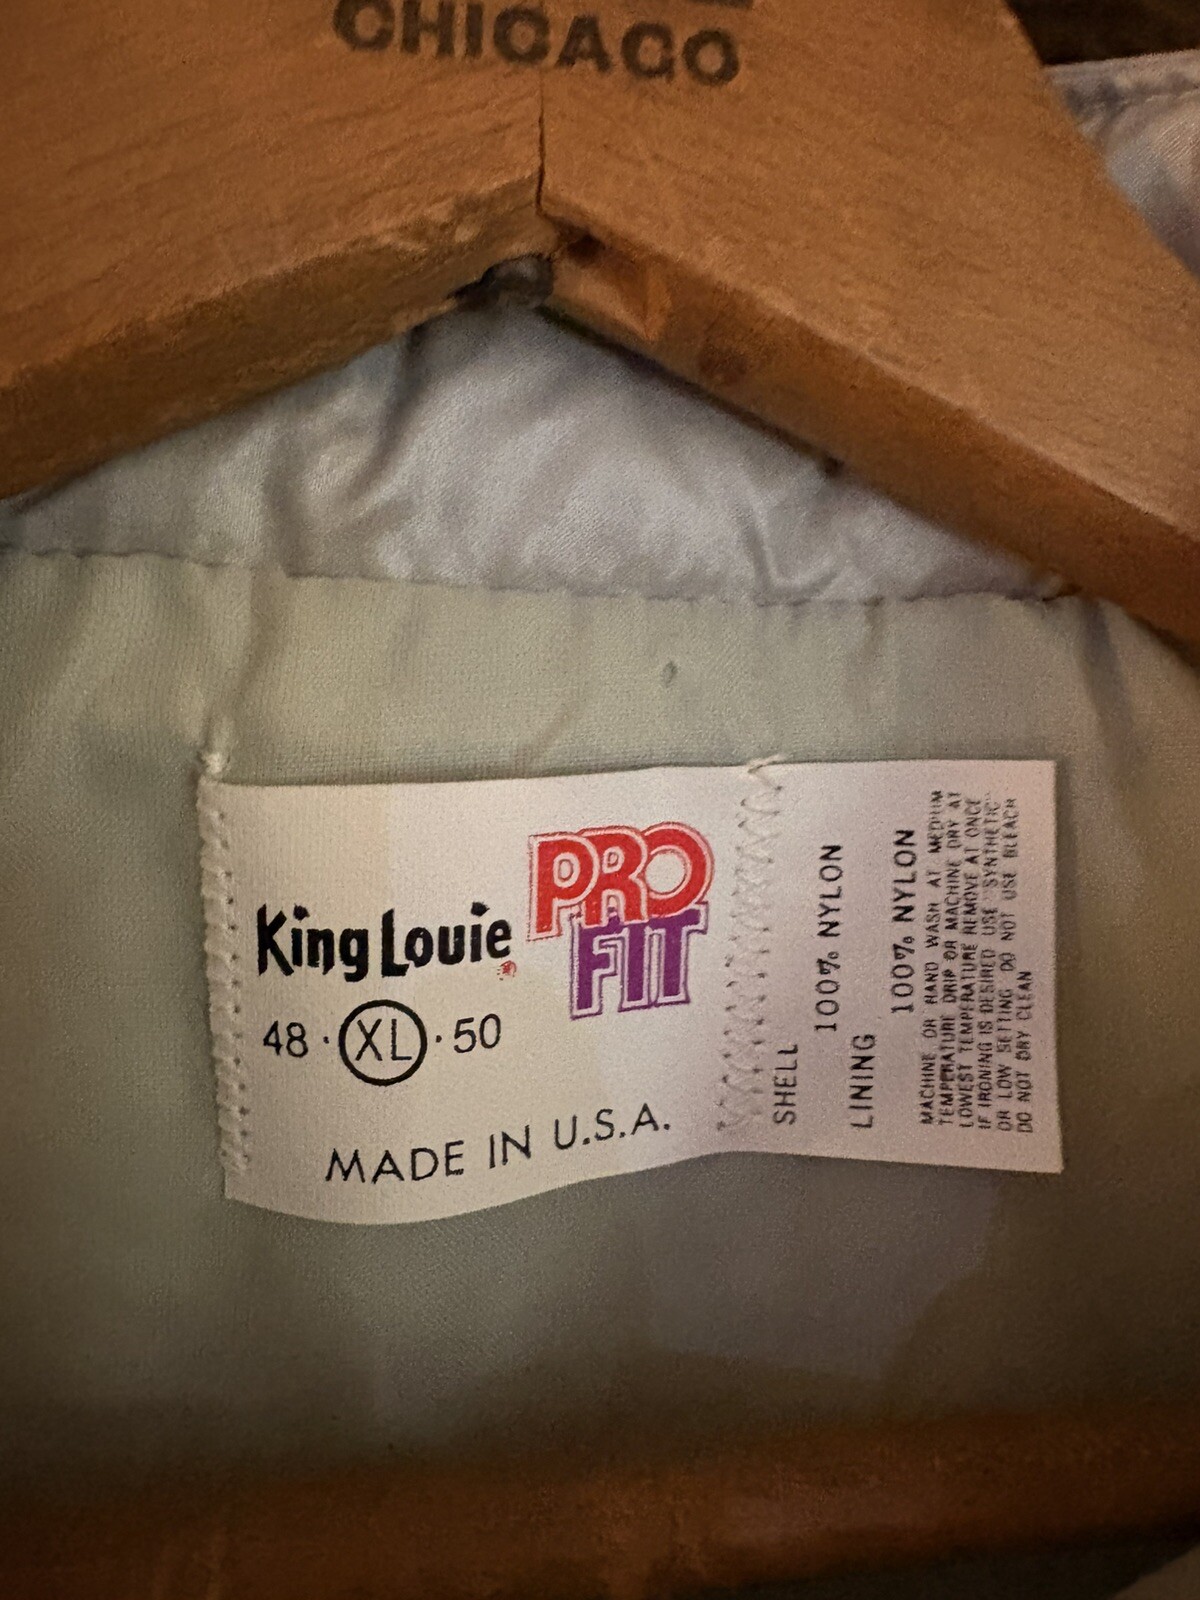 CHICAGO
King Louie®
PRO
FIT
48 · XL · 50
MADE IN U.S.A.
SHELL
100% NYLON
LINING
100% NYLON
MACHINE OR HAND WASH AT MEDIUM
TEMPERATURE DRIP OR MACHINE DRY AT
LOWEST TEMPERATURE REMOVE AT ONCE
IF IRONING IS DESIRED USE "SYNTHETIC"
OR LOW SETTING DO NOT USE BLEACH
DO NOT DRY CLEAN